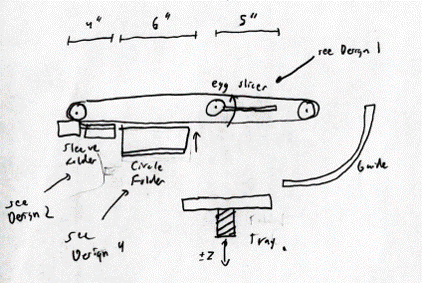 4" 6" 5"
see Design 1
egg slicer
Sleeve
Folder
Circle
Folder
Guide
see
Design 2
see
Design 4
Tray
±z